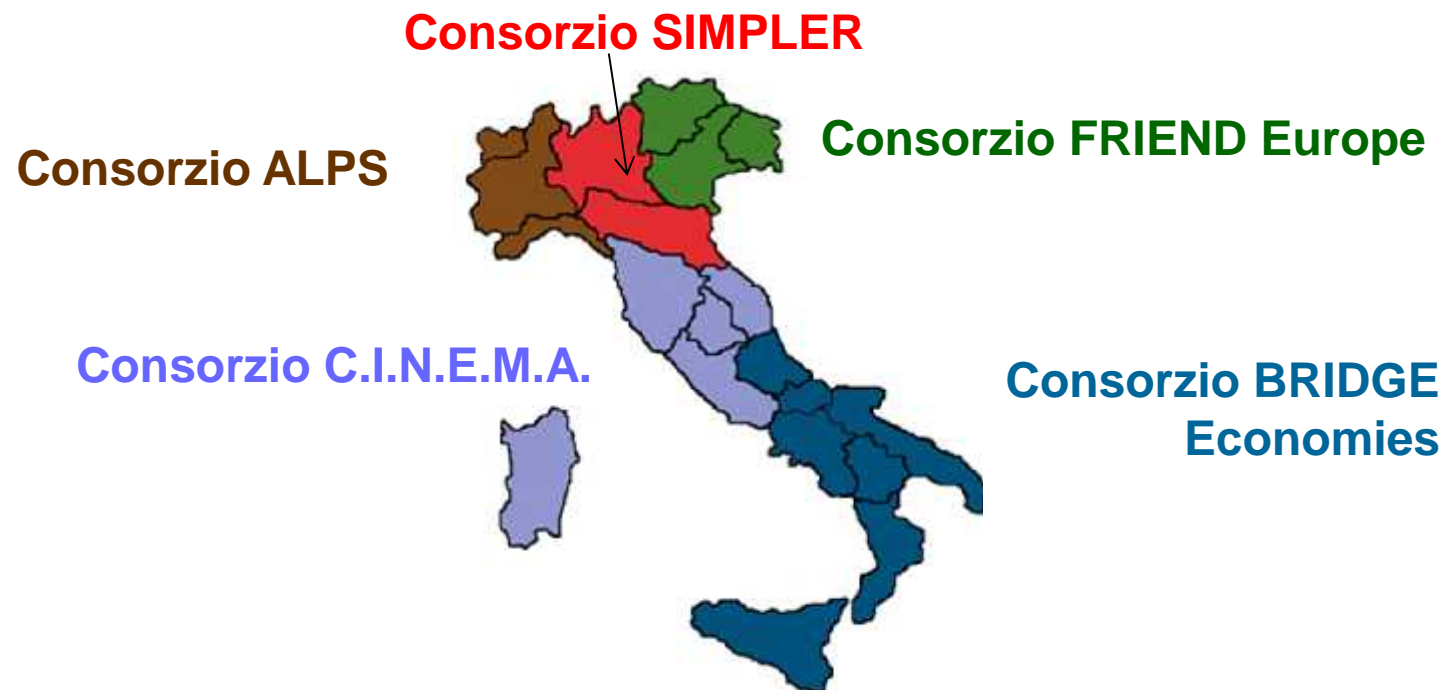 Consorzio SIMPLER
Consorzio FRIEND Europe
Consorzio ALPS
Consorzio C.I.N.E.M.A.
Consorzio BRIDGE
Economies